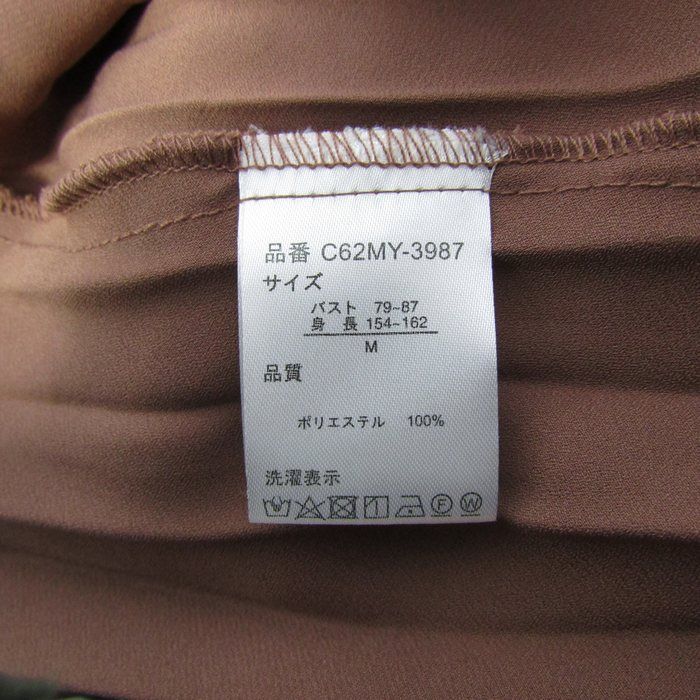 品番 C62MY-3987
サイズ
バスト 79~87
身 長 154~162
M
品質
ポリエステル 100%
洗濯表示
F W